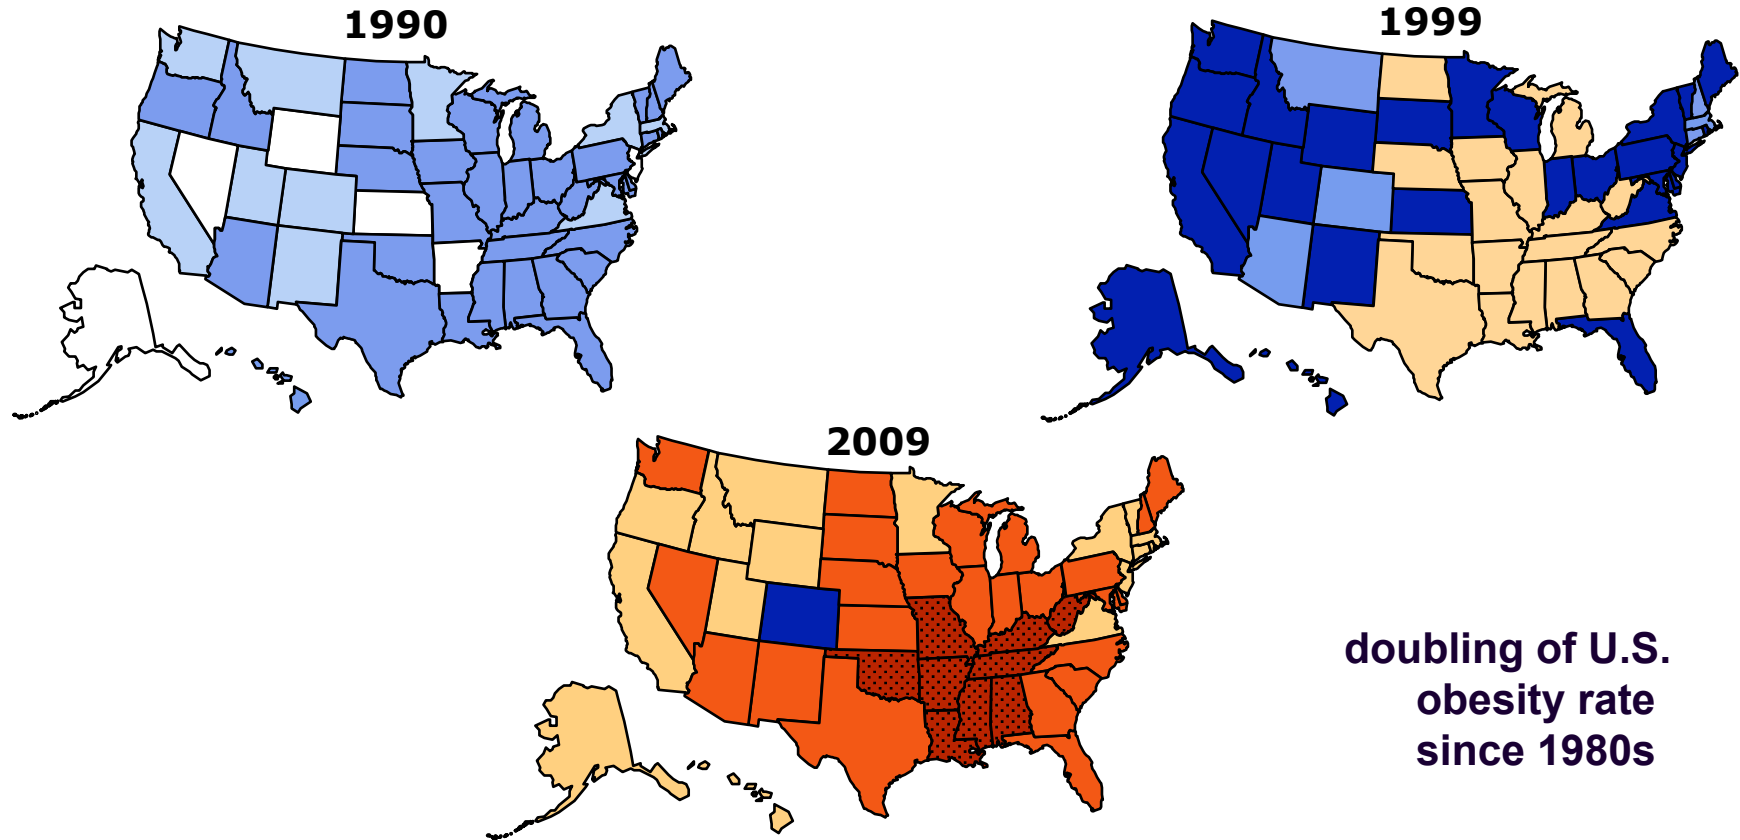 1990
1999
2009
doubling of U.S.
obesity rate
since 1980s